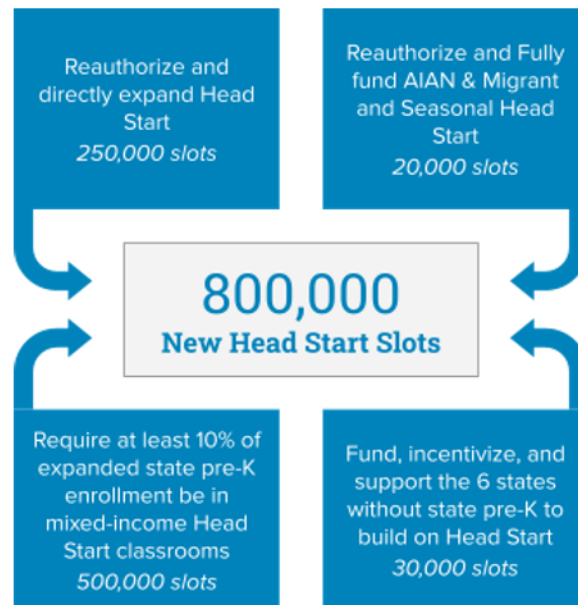 Reauthorize and
directly expand Head
Start
250,000 slots
Reauthorize and Fully
fund AIAN & Migrant
and Seasonal Head
Start
20,000 slots
800,000
New Head Start Slots
Require at least 10% of
expanded state pre-K
enrollment be in
mixed-income Head
Start classrooms
500,000 slots
Fund, incentivize, and
support the 6 states
without state pre-K to
build on Head Start
30,000 slots